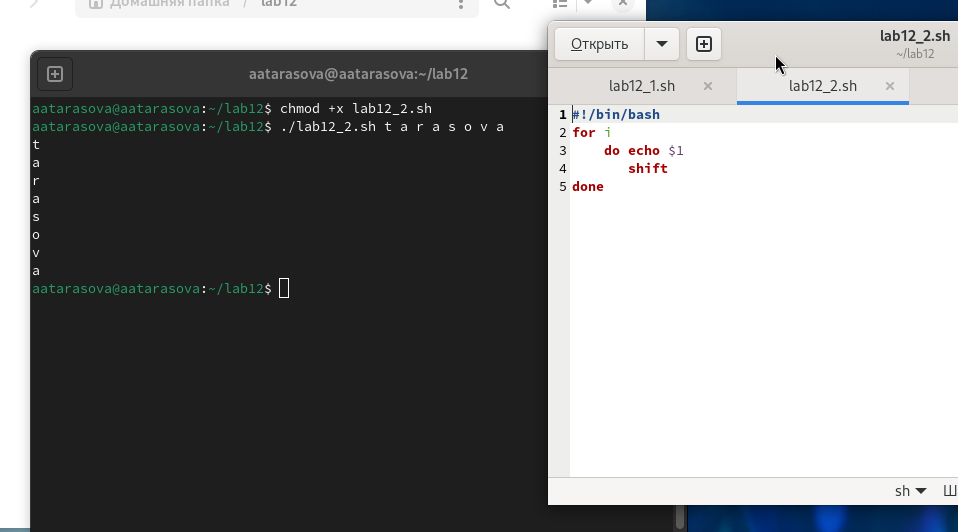 Домашняя папка / lab12
aatarasova@aatarasova:~/lab12
aatarasova@aatarasova:~/lab12$ chmod +x lab12_2.sh
aatarasova@aatarasova:~/lab12$ ./lab12_2.sh t a r a s o v a
t
a
r
a
s
o
v
a
aatarasova@aatarasova:~/lab12$
Открыть
lab12_2.sh
~/lab12
lab12_1.sh
lab12_2.sh
1 #!/bin/bash
2 for i
3     do echo $1
4        shift
5 done
sh